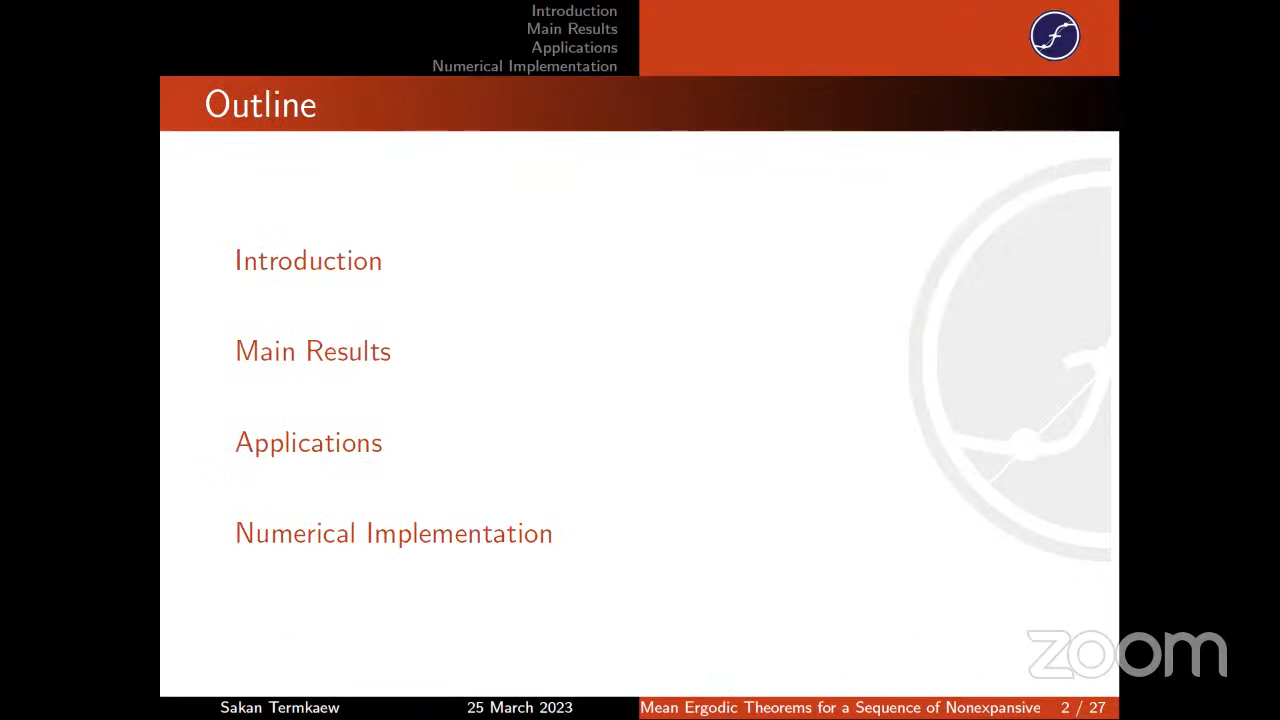 Introduction
Main Results
Applications
Numerical Implementation
Outline
Introduction
Main Results
Applications
Numerical Implementation
zoom
Sakan Termkaew 25 March 2023 Mean Ergodic Theorems for a Sequence of Nonexpansive 2 / 27